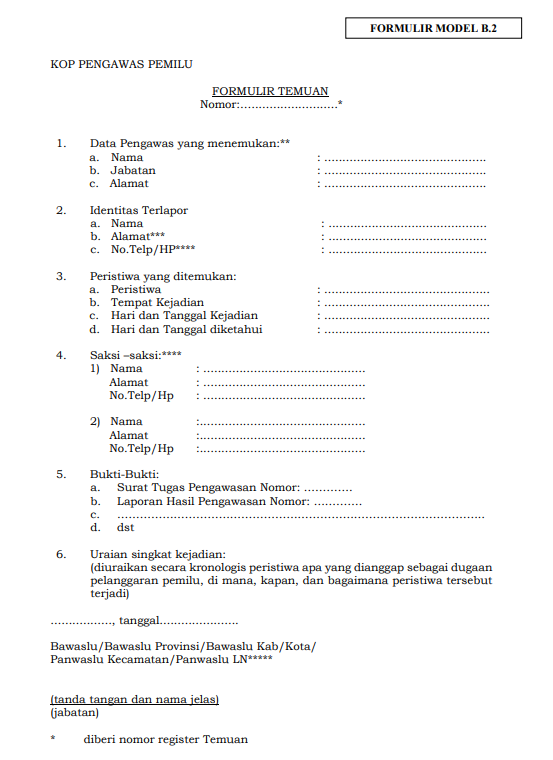 FORMULIR MODEL B.2
KOP PENGAWAS PEMILU
FORMULIR TEMUAN
Nomor:...........................*
1. Data Pengawas yang menemukan:**
a. Nama : .............................................
b. Jabatan : .............................................
c. Alamat : .............................................
2. Identitas Terlapor
a. Nama : ............................................
b. Alamat*** : ............................................
c. No.Telp/HP**** : ............................................
3. Peristiwa yang ditemukan:
a. Peristiwa : ..............................................
b. Tempat Kejadian : ..............................................
c. Hari dan Tanggal Kejadian : ..............................................
d. Hari dan Tanggal diketahui : ..............................................
4. Saksi –saksi:****
1) Nama : .............................................
Alamat : .............................................
No.Telp/Hp : .............................................
2) Nama :..............................................
Alamat :..............................................
No.Telp/Hp :..............................................
5. Bukti-Bukti:
a. Surat Tugas Pengawasan Nomor: .............
b. Laporan Hasil Pengawasan Nomor: .............
c. ....................................................................................................
d. dst
6. Uraian singkat kejadian:
(diuraikan secara kronologis peristiwa apa yang dianggap sebagai dugaan
pelanggaran pemilu, di mana, kapan, dan bagaimana peristiwa tersebut
terjadi)
................., tanggal......................
Bawaslu/Bawaslu Provinsi/Bawaslu Kab/Kota/
Panwaslu Kecamatan/Panwaslu LN*****
(tanda tangan dan nama jelas)
(jabatan)
* diberi nomor register Temuan